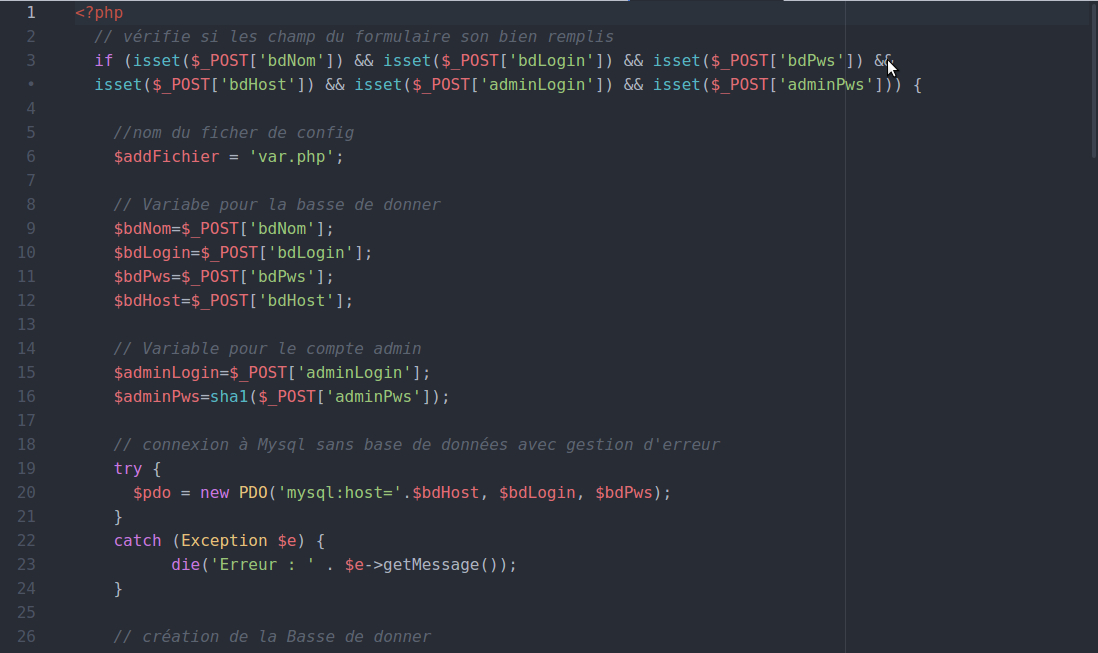 1 <?php
2 // vérifie si les champ du formulaire son bien remplis
3 if (isset($_POST['bdNom']) && isset($_POST['bdLogin']) && isset($_POST['bdPws']) &&
• isset($_POST['bdHost']) && isset($_POST['adminLogin']) && isset($_POST['adminPws'])) {
4
5 //nom du ficher de config
6 $addFichier = 'var.php';
7
8 // Variabe pour la basse de donner
9 $bdNom=$_POST['bdNom'];
10 $bdLogin=$_POST['bdLogin'];
11 $bdPws=$_POST['bdPws'];
12 $bdHost=$_POST['bdHost'];
13
14 // Variable pour le compte admin
15 $adminLogin=$_POST['adminLogin'];
16 $adminPws=sha1($_POST['adminPws']);
17
18 // connexion à Mysql sans base de données avec gestion d'erreur
19 try {
20 $pdo = new PDO('mysql:host='.$bdHost, $bdLogin, $bdPws);
21 }
22 catch (Exception $e) {
23 die('Erreur : ' . $e->getMessage());
24 }
25
26 // création de la Basse de donner